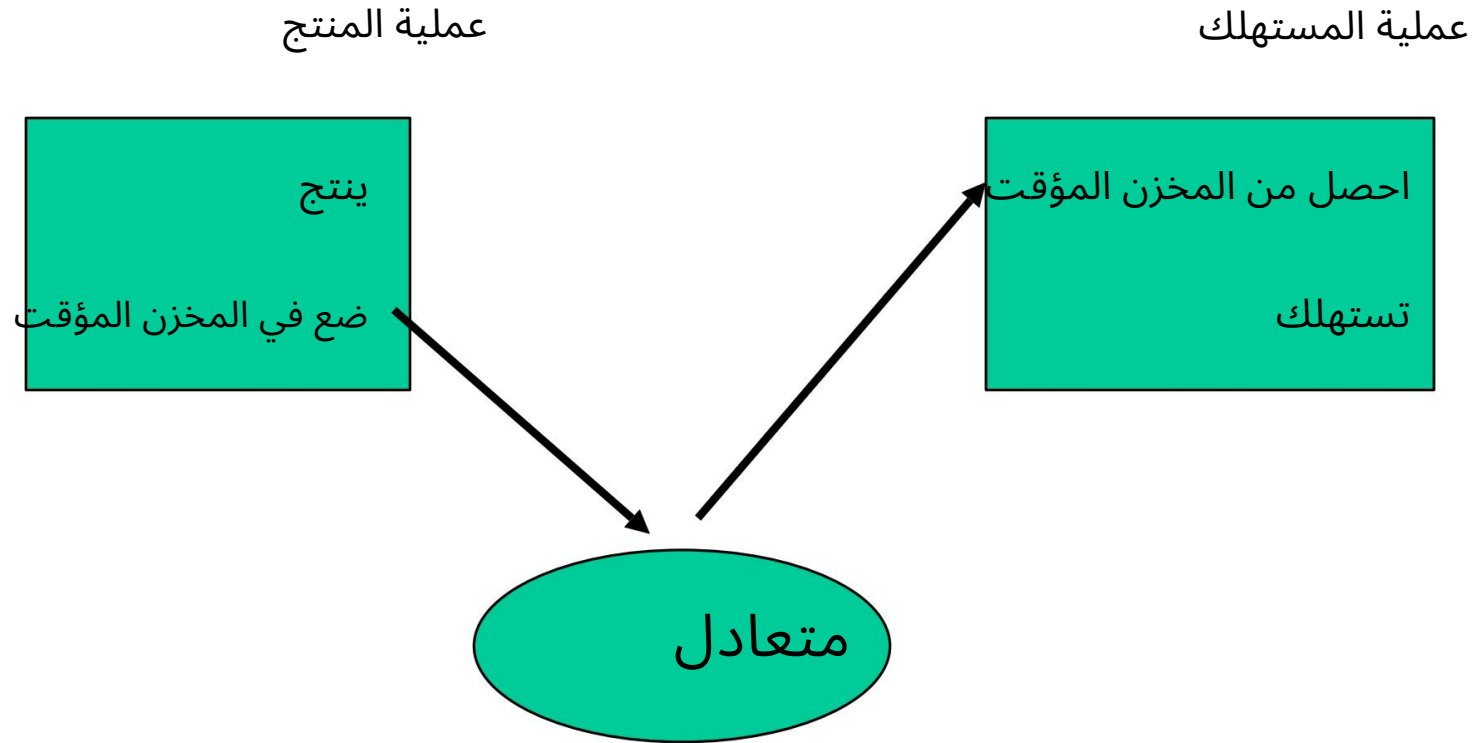 عملية المنتج
عملية المستهلك
ينتج
ضع في المخزن المؤقت
احصل من المخزن المؤقت
تستهلك
متعادل